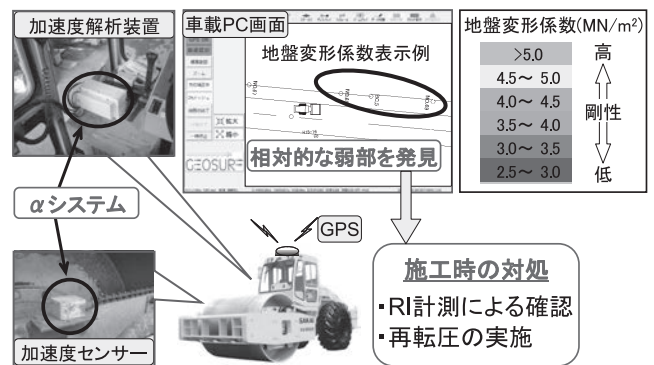 加速度解析装置
車載PC画面
地盤変形係数表示例
拡大
GEOSURE
相対的な弱部を発見
地盤変形係数(MN/m²)
>5.0
4.5～ 5.0
4.0～ 4.5
3.5～ 4.0
3.0～ 3.5
2.5～ 3.0
高
剛性
低
αシステム
GPS
SAKAI
加速度センサー
施工時の対処
・RI計測による確認
・再転圧の実施